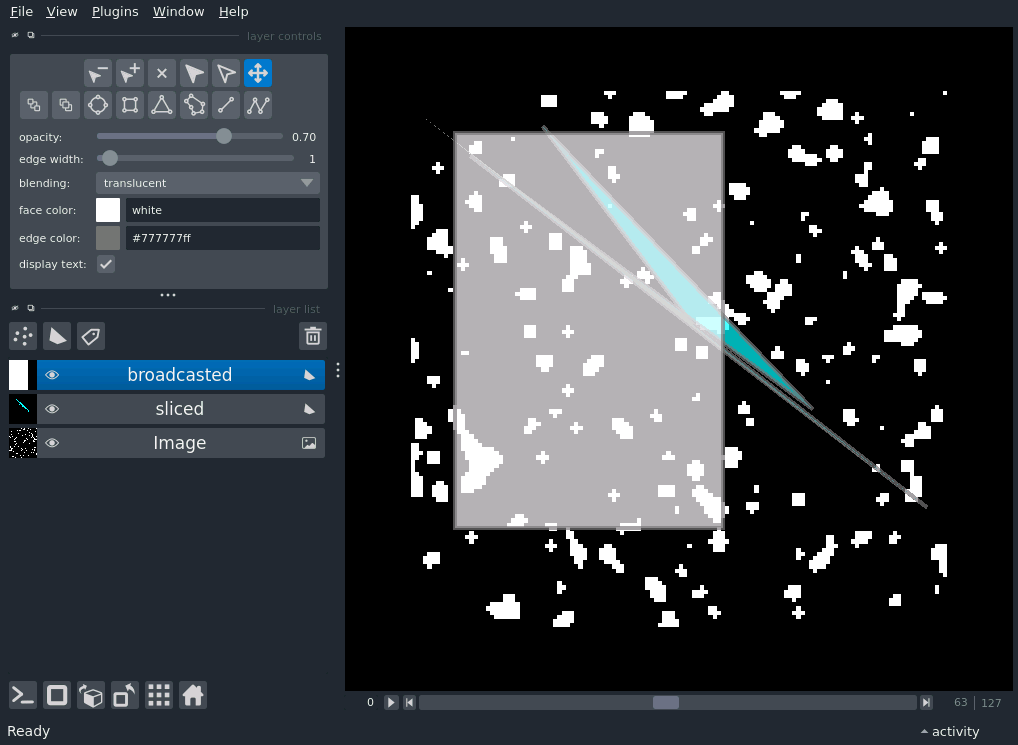 File View Plugins Window Help
layer controls
opacity: 0.70
edge width: 1
blending: translucent
face color: white
edge color: #777777ff
display text:
layer list
broadcasted
sliced
Image
0 63 127
Ready activity